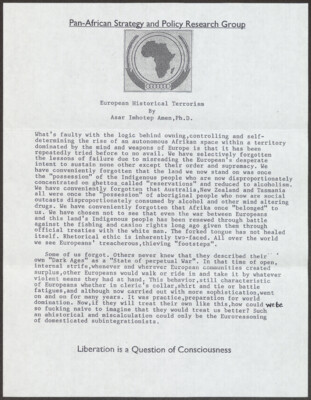 Pan-African Strategy and Policy Research Group
European Historical Terrorism
By
Asar Imhotep Amen,Ph.D.
What's faulty with the logic behind owning,controlling and self-
determining the rise of an autonomous Afrikan space within a territory
dominated by the mind and weapons of Europe is that it has been
repeatedly tried before to no avail. We have selectively forgotten
the lessons of failure due to misreading the European's desperate
intent to sustain none other except their order and supremacy. We
have conveniently forgotten that the land we now stand on was once
the "possession" of the Indigenous people who are now disproportionately
concentrated on ghettos called "reservations" and reduced to alcoholism.
We have conveniently forgotten that Australia,New Zealand and Tasmania
all were once the "possession" of aboriginal people who now are social
outcasts disproportionately consumed by alcohol and other mind altering
drugs. We have conveniently forgotten that Afrika once "belonged" to
us. We have chosen not to see that even the war between Europeans
and this land's Indigenous people has been renewed through battle
against the fishing and casino rights long ago given them through
official treaties with the white man. The forked tongue has not healed
itself. Rhetorical ethic is inherently two-faced. All over the world
we see Europeans' treacherous,thieving "footsteps".
Some of us forgot. Others never knew that,they described their
own "Dark Ages" as a "State of perpetual War". In that time of open,
internal strife,whenever and wherever European communities created
surplus,other Europeans would walk or ride in and take it by whatever
violent means they had at hand. This behavior,still characteristic
of Europeans whether in cleric's collar,shirt and tie or battle
fatigues,and although now carried out with more sophistication,went
on and on for many years. It was practice,preparation for world
domination. Now,if they will treat their own like this,how could we be
so fucking naive to imagine that they would treat us better? Such
an ahistorical and miscalculation could only be the Euroreasoning
of domesticated subintegrationists.
Liberation is a Question of Consciousness